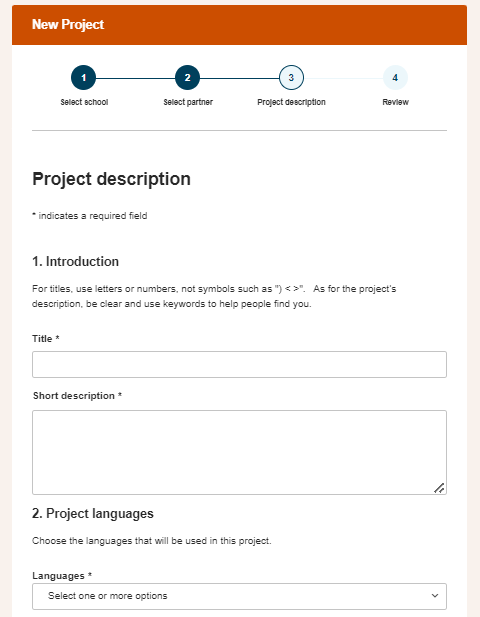 New Project
1 2 3 4
Select school Select partner Project description Review
Project description
* indicates a required field
1. Introduction
For titles, use letters or numbers, not symbols such as ") < >". As for the project's
description, be clear and use keywords to help people find you.
Title *
Short description *
2. Project languages
Choose the languages that will be used in this project.
Languages *
Select one or more options